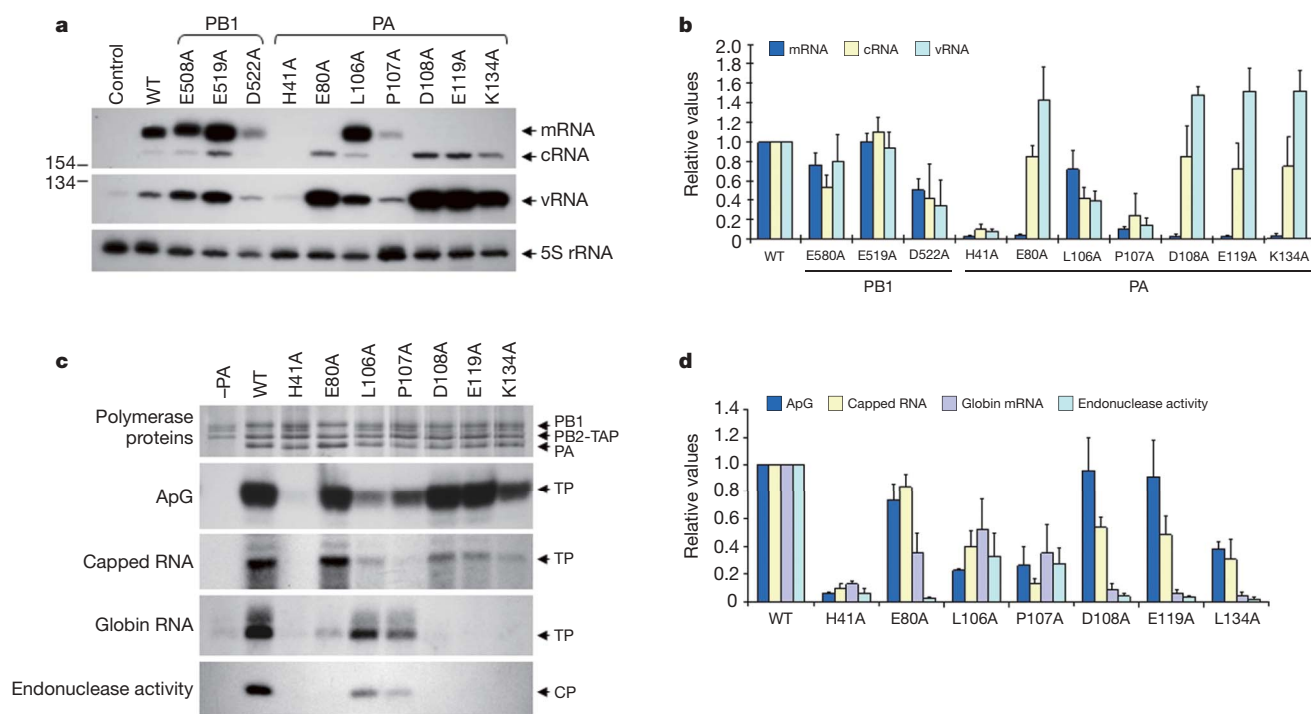 a
PB1
PA
Control
WT
E508A
E519A
D522A
H41A
E80A
L106A
P107A
D108A
E119A
K134A
mRNA
cRNA
154
134
vRNA
5S rRNA
b
mRNA
cRNA
vRNA
Relative values
2.0
1.8
1.6
1.4
1.2
1.0
0.8
0.6
0.4
0.2
0
WT
E580A
E519A
D522A
H41A
E80A
L106A
P107A
D108A
E119A
K134A
PB1
PA
c
–PA
WT
H41A
E80A
L106A
P107A
D108A
E119A
K134A
Polymerase
proteins
PB1
PB2-TAP
PA
ApG
TP
Capped RNA
TP
Globin RNA
TP
Endonuclease activity
CP
d
ApG
Capped RNA
Globin mRNA
Endonuclease activity
Relative values
1.4
1.2
1.0
0.8
0.6
0.4
0.2
0
WT
H41A
E80A
L106A
P107A
D108A
E119A
L134A